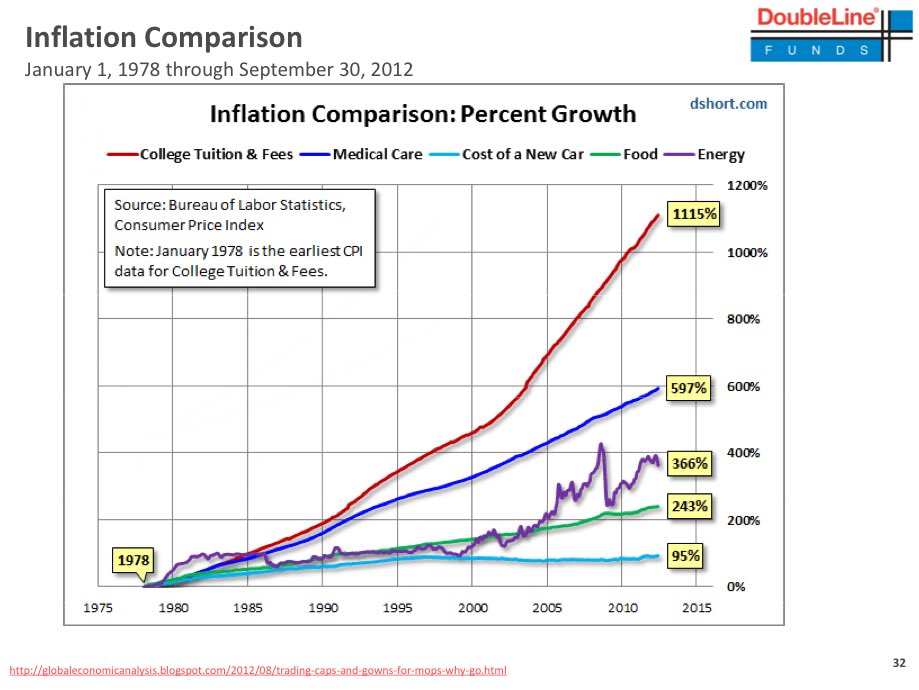 Inflation Comparison
January 1, 1978 through September 30, 2012
DoubleLine®
FUNDS
Inflation Comparison: Percent Growth
dshort.com
College Tuition & Fees Medical Care Cost of a New Car Food Energy
Source: Bureau of Labor Statistics,
Consumer Price Index
Note: January 1978 is the earliest CPI
data for College Tuition & Fees.
1200%
1115%
1000%
800%
600%
597%
400%
366%
243%
200%
1978
95%
0%
1975 1980 1985 1990 1995 2000 2005 2010 2015
http://globaleconomicanalysis.blogspot.com/2012/08/trading-caps-and-gowns-for-mops-why-go.html
32